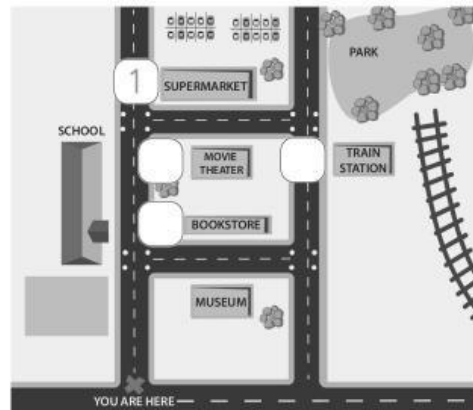 PARK
1
SUPERMARKET
SCHOOL
MOVIE
THEATER
TRAIN
STATION
BOOKSTORE
MUSEUM
YOU ARE HERE